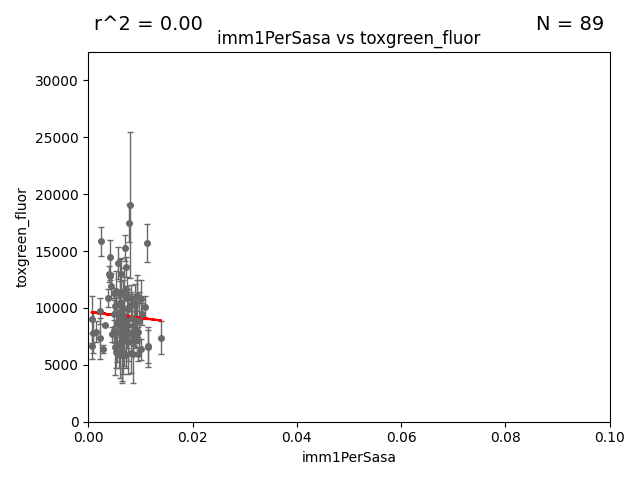 r^2 = 0.00
N = 89
imm1PerSasa vs toxgreen_fluor
30000
25000
20000
15000
10000
5000
0
toxgreen_fluor
0.00 0.02 0.04 0.06 0.08 0.10
imm1PerSasa